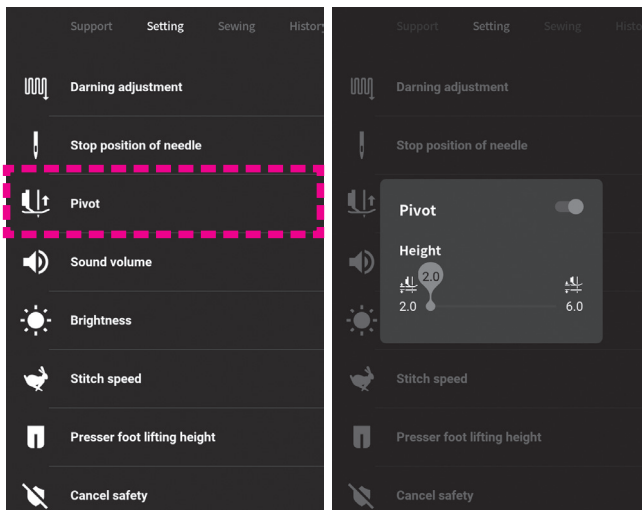 Support Setting Sewing History
Darning adjustment
Stop position of needle
Pivot
Sound volume
Brightness
Stitch speed
Presser foot lifting height
Cancel safety
Support Setting Sewing Histo
Darning adjustment
Stop position of needle
Pivot
Height
2.0
2.0 6.0
Stitch speed
Presser foot lifting height
Cancel safety